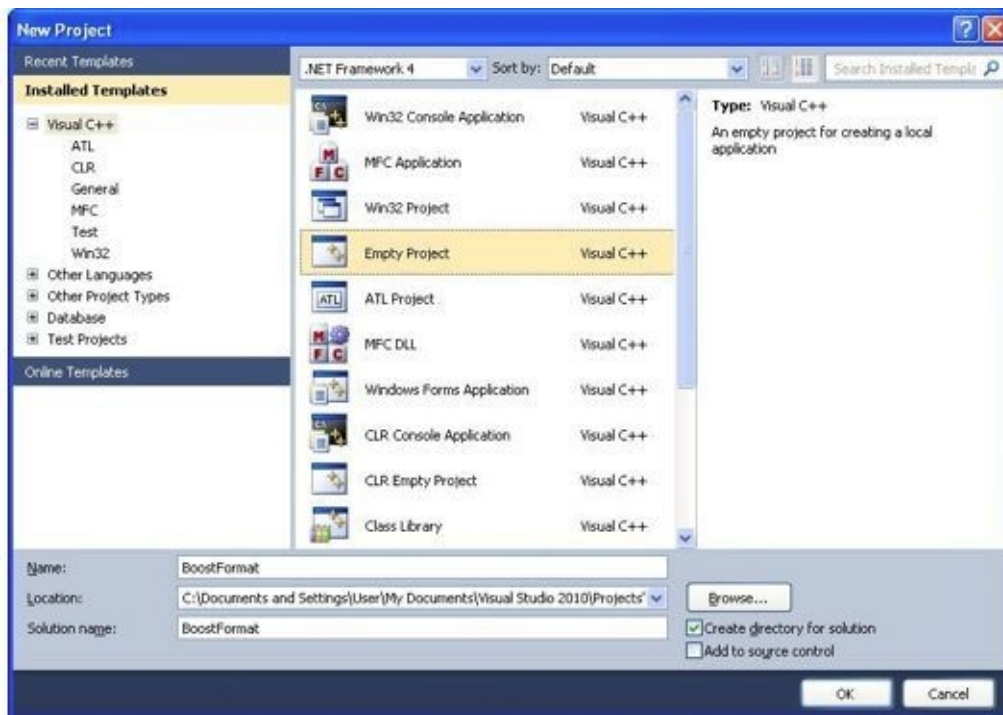 New Project
Recent Templates
.NET Framework 4 Sort by: Default
Installed Templates
Visual C++
ATL
CLR
General
MFC
Test
Win32
Other Languages
Other Project Types
Database
Test Projects
Online Templates
Win32 Console Application Visual C++
MFC Application Visual C++
Win32 Project Visual C++
Empty Project Visual C++
ATL Project Visual C++
MFC DLL Visual C++
Windows Forms Application Visual C++
CLR Console Application Visual C++
CLR Empty Project Visual C++
Class Library Visual C++
Type: Visual C++
An empty project for creating a local
application
Name: BoostFormat
Location: C:\Documents and Settings\User\My Documents\Visual Studio 2010\Projects Browse...
Solution name: BoostFormat
Create directory for solution
Add to source control
OK Cancel